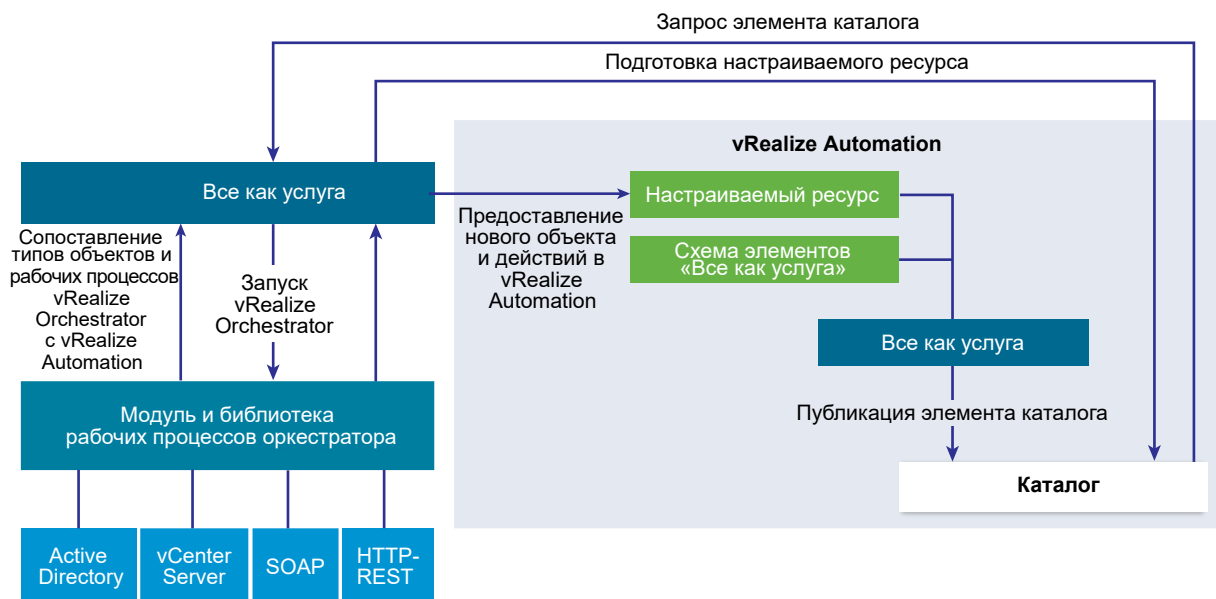 Запрос элемента каталога
Подготовка настраиваемого ресурса
vRealize Automation
Все как услуга
Настраиваемый ресурс
Предоставление
нового объекта
и действий в
vRealize
Automation
Схема элементов
«Все как услуга»
Сопоставление
типов объектов и
рабочих процессов
vRealize
Orchestrator
с vRealize
Automation
Запуск
vRealize
Orchestrator
Все как услуга
Модуль и библиотека
рабочих процессов оркестратора
Публикация элемента каталога
Каталог
Active
Directory
vCenter
Server
SOAP
HTTP-
REST